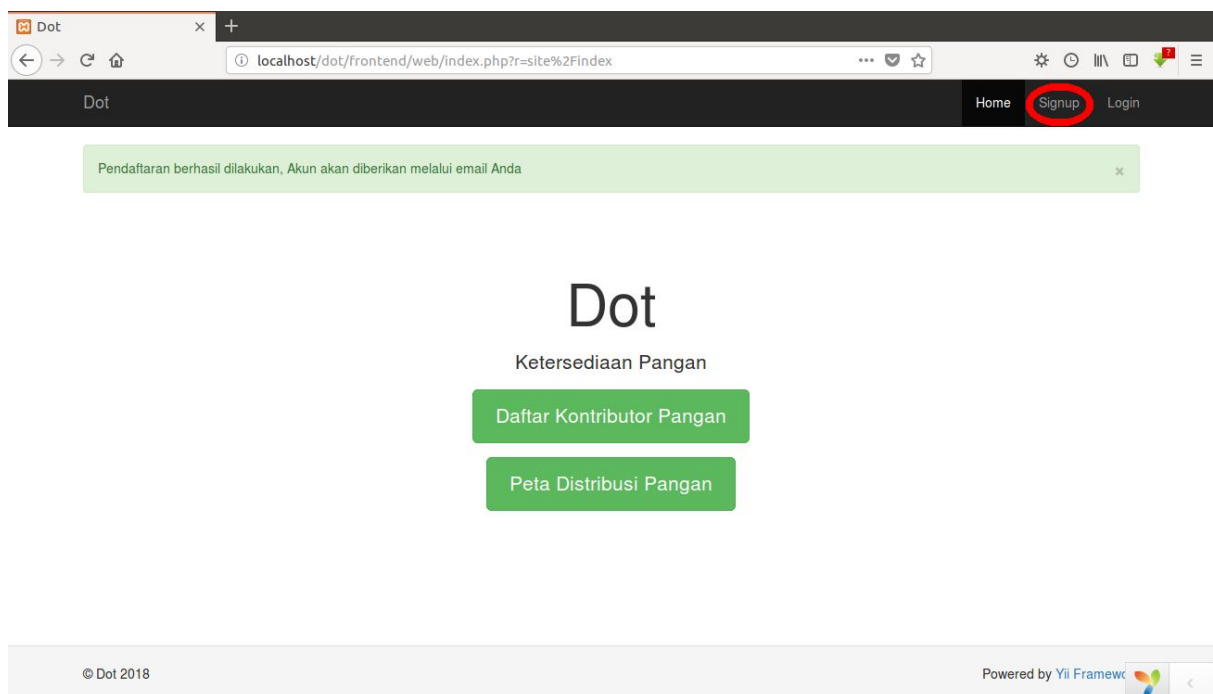 Dot
localhost/dot/frontend/web/index.php?r=site%2Findex
?
Dot
Home Signup Login
Pendaftaran berhasil dilakukan, Akun akan diberikan melalui email Anda
×
Dot
Ketersediaan Pangan
Daftar Kontributor Pangan
Peta Distribusi Pangan
© Dot 2018
Powered by Yii Framewo